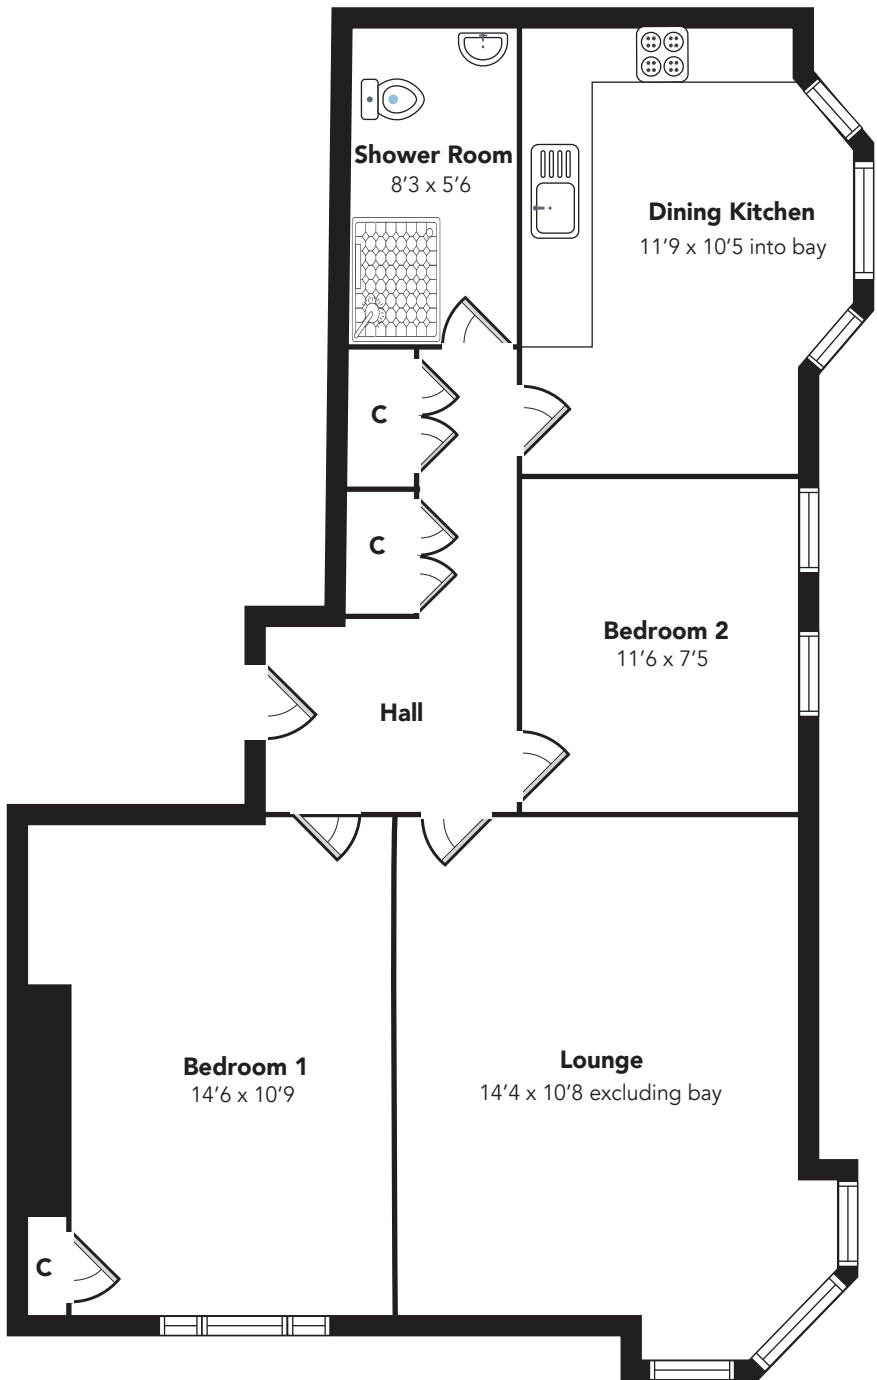 Shower Room
8’3 x 5’6
Dining Kitchen
11’9 x 10’5 into bay
C
C
Bedroom 2
11’6 x 7’5
Hall
Bedroom 1
14’6 x 10’9
Lounge
14’4 x 10’8 excluding bay
C